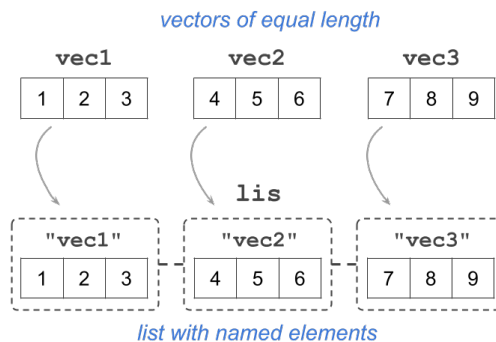 vectors of equal length
vec1 vec2 vec3
1 2 3 4 5 6 7 8 9
lis
"vec1" "vec2" "vec3"
1 2 3 4 5 6 7 8 9
list with named elements